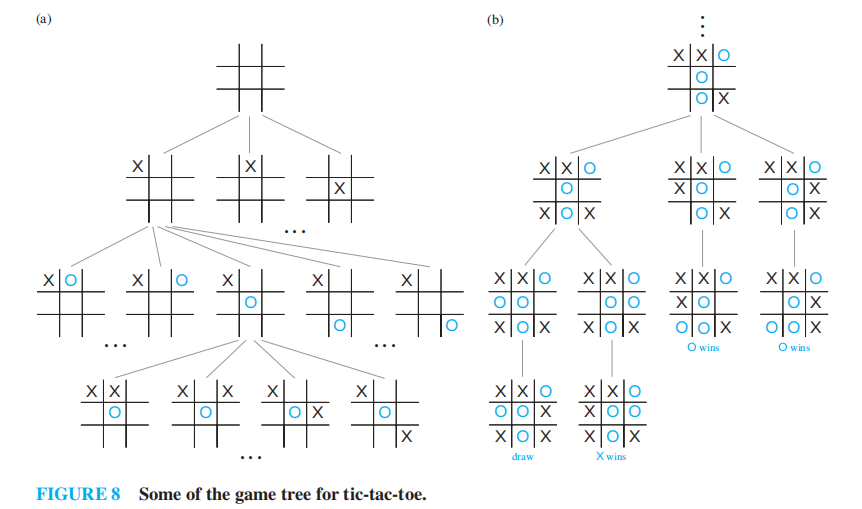 (a)
(b)
X X O
O
O X
X
X
X
X X O
O
X O X
X X O
X O
O X
X X O
O X
O X
...
X O
X O
X
O
X
O
X
O
X X O
O O
X O X
X X O
O O
X O X
X X O
X O
O O X
O wins
X X O
O X
O O X
O wins
...
...
X X
O
X X
O
X
O X
X
O
X
...
X X O
O O X
X O X
draw
X X O
X O O
X O X
X wins
FIGURE 8 Some of the game tree for tic-tac-toe.